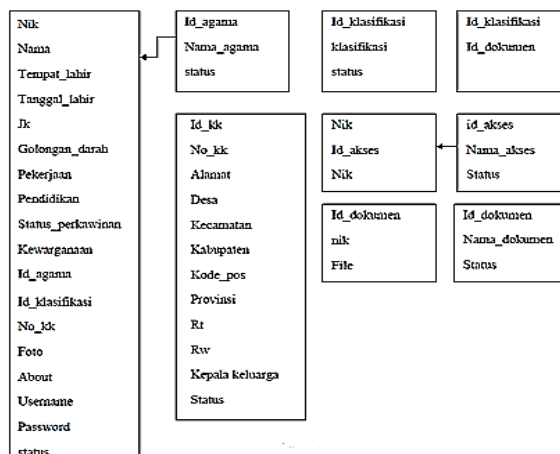 Nik
Nama
Tempat_lahir
Tanggal_lahir
Jk
Golongan_darah
Pekerjaan
Pendidikan
Status_perkawinan
Kewarganaan
Id_agama
Id_klasifikasi
No_kk
Foto
About
Username
Password
status
Id_agama
Nama_agama
status
Id_klasifikasi
klasifikasi
status
Id_klasifikasi
Id_dokumen
Id_kk
No_kk
Alamat
Desa
Kecamatan
Kabupaten
Kode_pos
Provinsi
Rt
Rw
Kepala keluarga
Status
Nik
Id_akses
Nik
id_akses
Nama_akses
Status
Id_dokumen
nik
File
Id_dokumen
Nama_dokumen
Status